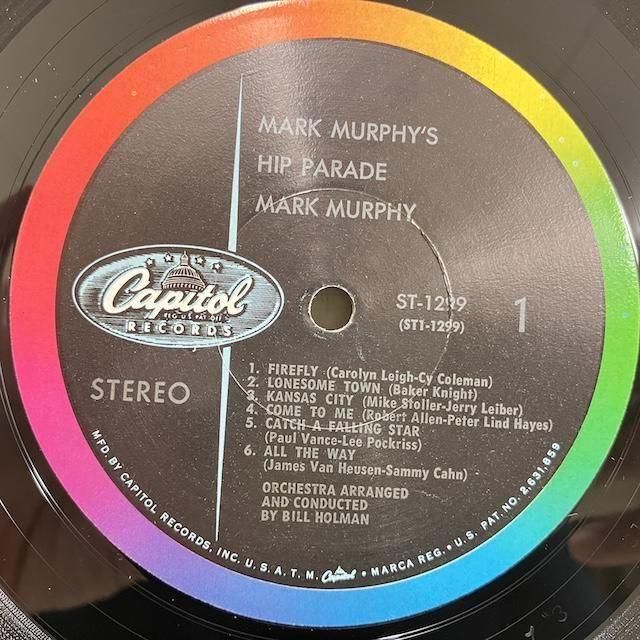 MARK MURPHY'S
HIP PARADE
MARK MURPHY
Capitol
REG. U.S. PAT. OFF.
RECORDS
ST-1299
(ST1-1299)
1
STEREO
1. FIREFLY (Carolyn Leigh-Cy Coleman)
2. LONESOME TOWN (Baker Knight)
3. KANSAS CITY (Mike Stoller-Jerry Leiber)
4. COME TO ME (Robert Allen-Peter Lind Hayes)
5. CATCH A FALLING STAR
(Paul Vance-Lee Pockriss)
6. ALL THE WAY
(James Van Heusen-Sammy Cahn)
ORCHESTRA ARRANGED
AND CONDUCTED
BY BILL HOLMAN
MFD. BY CAPITOL RECORDS, INC. U.S.A. T.M. Capitol • MARCA REG. • U.S. PAT. NO. 2,631,859